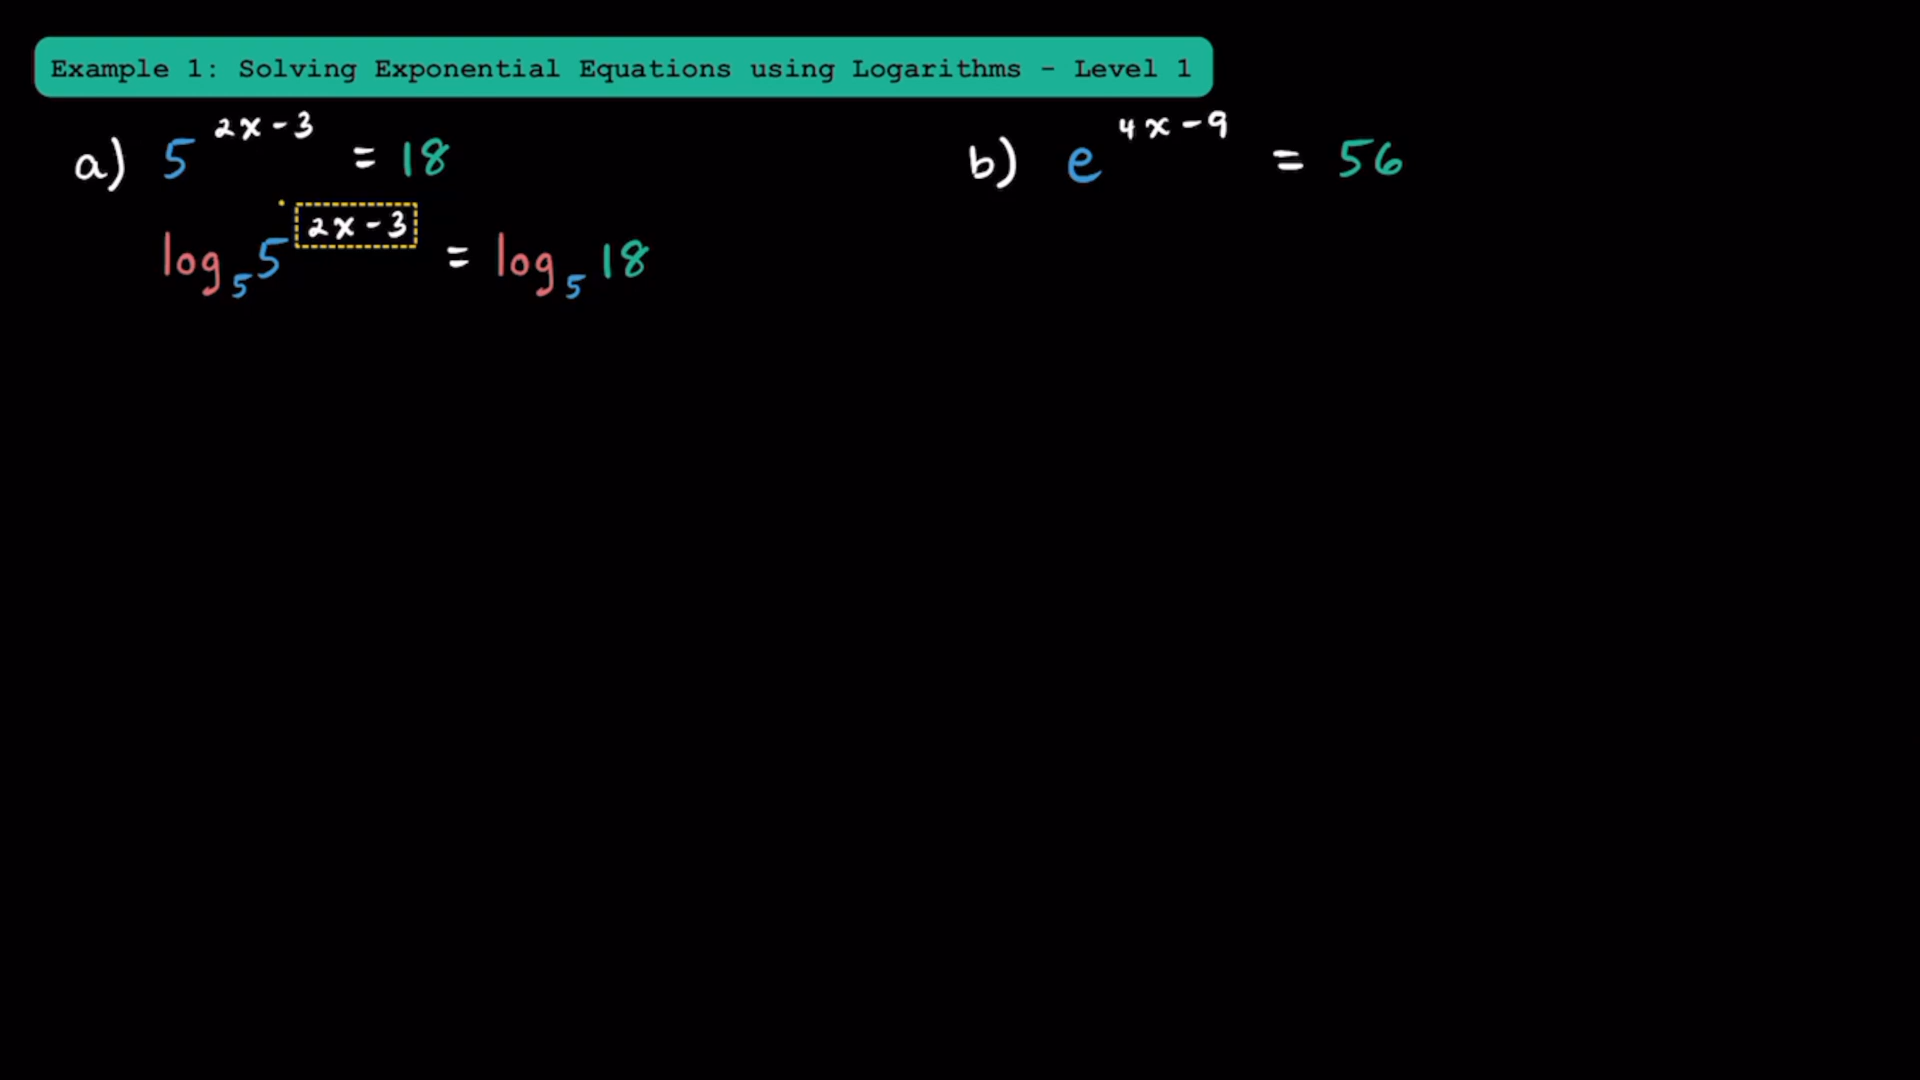 Example 1: Solving Exponential Equations using Logarithms - Level 1
a) 5^{2x-3} = 18
log_5 5^{2x-3} = log_5 18
b) e^{4x-9} = 56